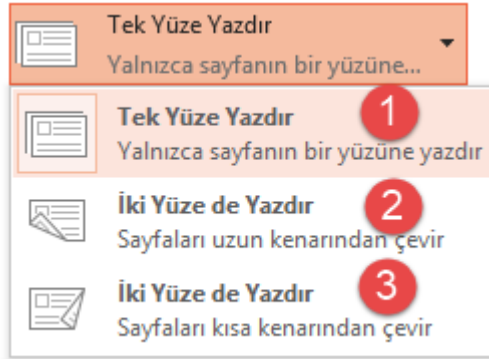 Tek Yüze Yazdır
Yalnızca sayfanın bir yüzüne...
Tek Yüze Yazdır 1
Yalnızca sayfanın bir yüzüne yazdır
İki Yüze de Yazdır 2
Sayfaları uzun kenarından çevir
İki Yüze de Yazdır 3
Sayfaları kısa kenarından çevir